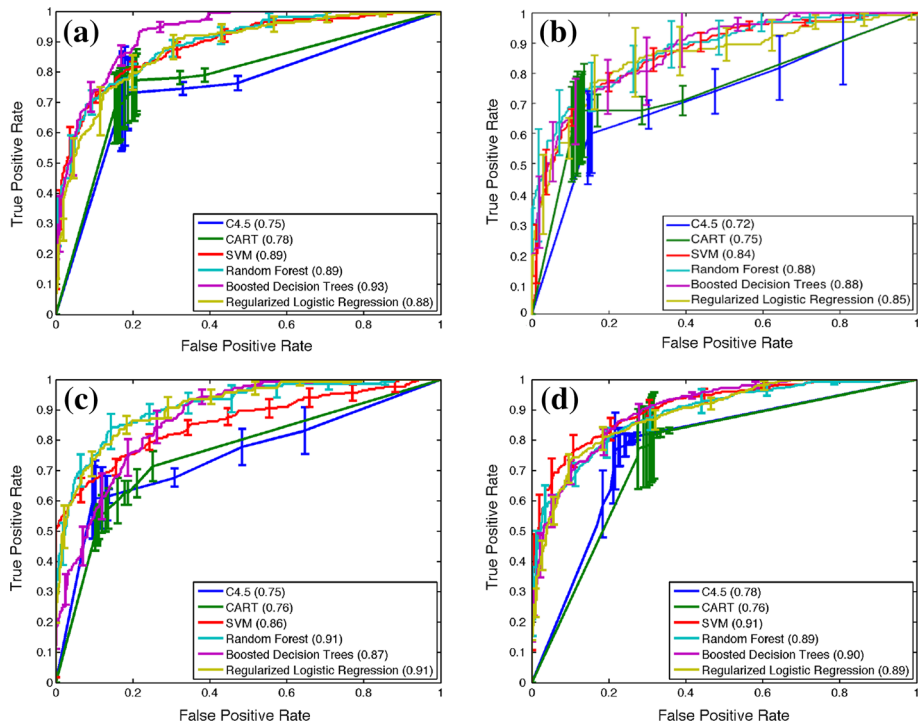 (a)
True Positive Rate
1
0.9
0.8
0.7
0.6
0.5
0.4
0.3
0.2
0.1
0
C4.5 (0.75)
CART (0.78)
SVM (0.89)
Random Forest (0.89)
Boosted Decision Trees (0.93)
Regularized Logistic Regression (0.88)
0
0.2
0.4
0.6
0.8
1
False Positive Rate
(b)
True Positive Rate
1
0.9
0.8
0.7
0.6
0.5
0.4
0.3
0.2
0.1
0
C4.5 (0.72)
CART (0.75)
SVM (0.84)
Random Forest (0.88)
Boosted Decision Trees (0.88)
Regularized Logistic Regression (0.85)
0
0.2
0.4
0.6
0.8
1
False Positive Rate
(c)
True Positive Rate
1
0.9
0.8
0.7
0.6
0.5
0.4
0.3
0.2
0.1
0
C4.5 (0.75)
CART (0.76)
SVM (0.86)
Random Forest (0.91)
Boosted Decision Trees (0.87)
Regularized Logistic Regression (0.91)
0
0.2
0.4
0.6
0.8
1
False Positive Rate
(d)
True Positive Rate
1
0.9
0.8
0.7
0.6
0.5
0.4
0.3
0.2
0.1
0
C4.5 (0.78)
CART (0.76)
SVM (0.91)
Random Forest (0.89)
Boosted Decision Trees (0.90)
Regularized Logistic Regression (0.89)
0
0.2
0.4
0.6
0.8
1
False Positive Rate